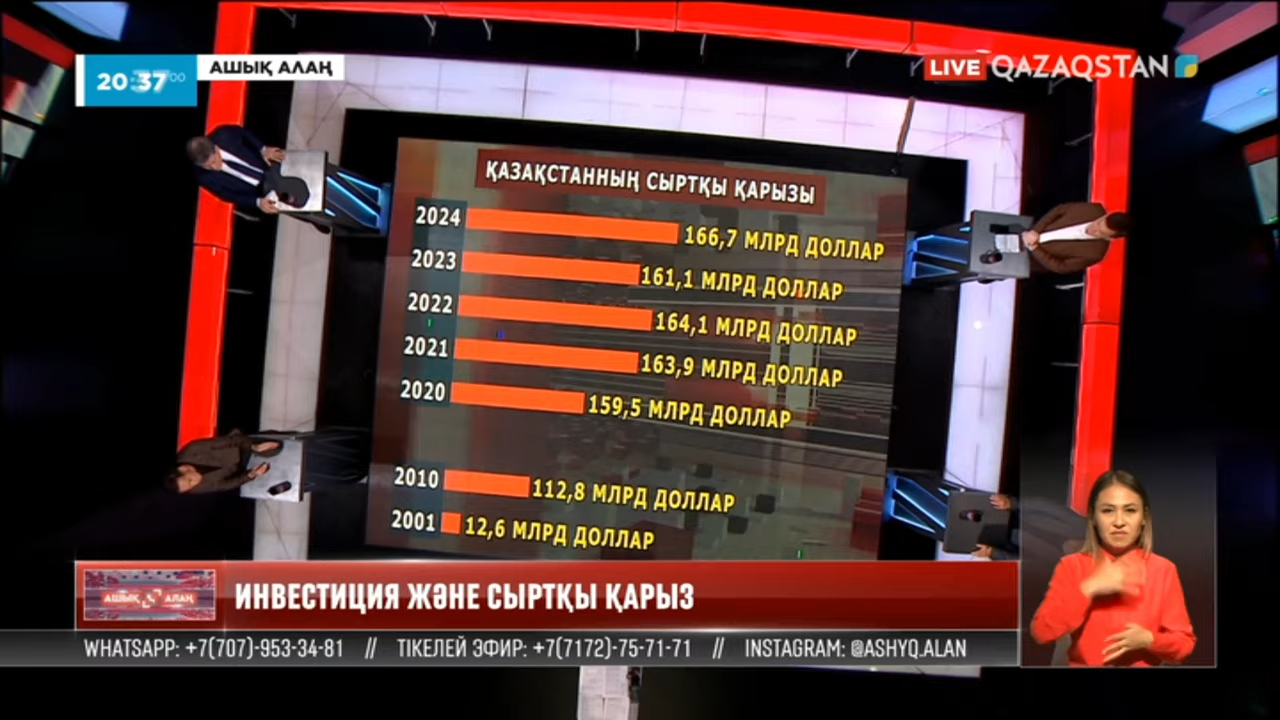 20:37
АШЫҚ АЛАҢ
LIVE QAZAQSTAN
ҚАЗАҚСТАННЫҢ СЫРТҚЫ ҚАРЫЗЫ
2024 166,7 МЛРД ДОЛЛАР
2023 161,1 МЛРД ДОЛЛАР
2022 164,1 МЛРД ДОЛЛАР
2021 163,9 МЛРД ДОЛЛАР
2020 159,5 МЛРД ДОЛЛАР
2010 112,8 МЛРД ДОЛЛАР
2001 12,6 МЛРД ДОЛЛАР
АШЫҚ АЛАҢ
ИНВЕСТИЦИЯ ЖӘНЕ СЫРТҚЫ ҚАРЫЗ
WHATSAPP: +7(707)-953-34-81 // ТІКЕЛЕЙ ЭФИР: +7(7172)-75-71-71 // INSTAGRAM: @ASHYQ.ALAN